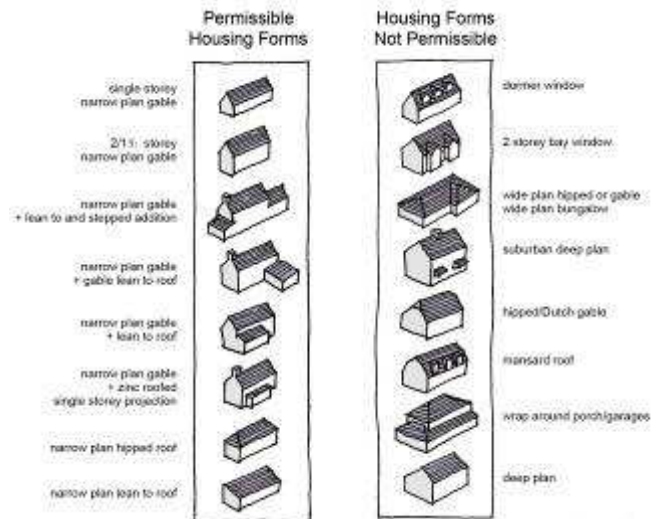 Permissible
Housing Forms
single storey
narrow plan gable
storey
narrow plan gable
narrow plan gable
+ lean to and stepped addition
narrow plan gable
+ gable lean to roof
narrow plan gable
+ lean to roof
narrow plan gable
+ zinc roofed
single storey projection
narrow plan hipped roof
narrow plan lean to roof
Housing Forms
Not Permissible
dormer window
2 storey bay window
wide plan hipped or gable
wide plan bungalow
suburban deep plan
hipped/Dutch gable
mansard roof
wrap around porch/garages
deep plan